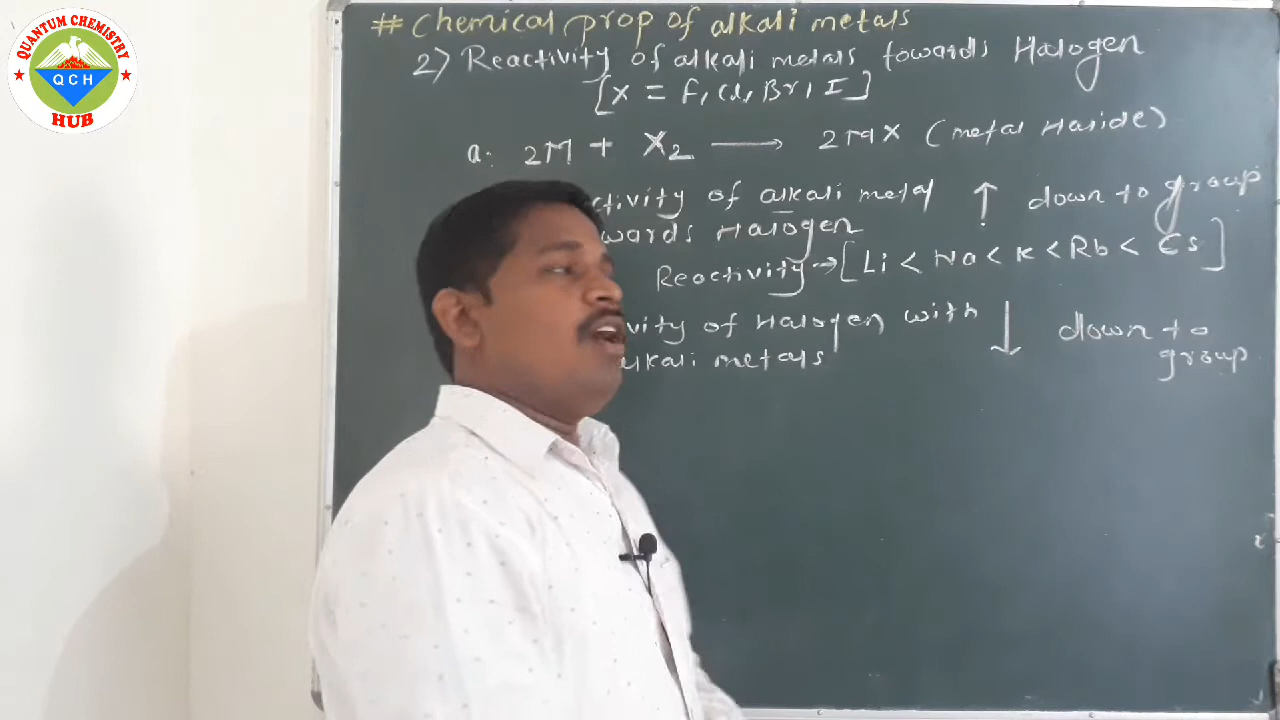 QUANTUM CHEMISTRY
QCH
HUB
# Chemical prop of alkali metals
2) Reactivity of alkali metals towards Halogen
[X = F, Cl, Br, I]
a. 2M + X2 → 2MX (metal Halide)
ctivity of alkali metal ↑ down to group
wards Halogen
Reactivity → [Li < Na < K < Rb < Cs]
vity of Halogen with ↓ down to
alkali metals group